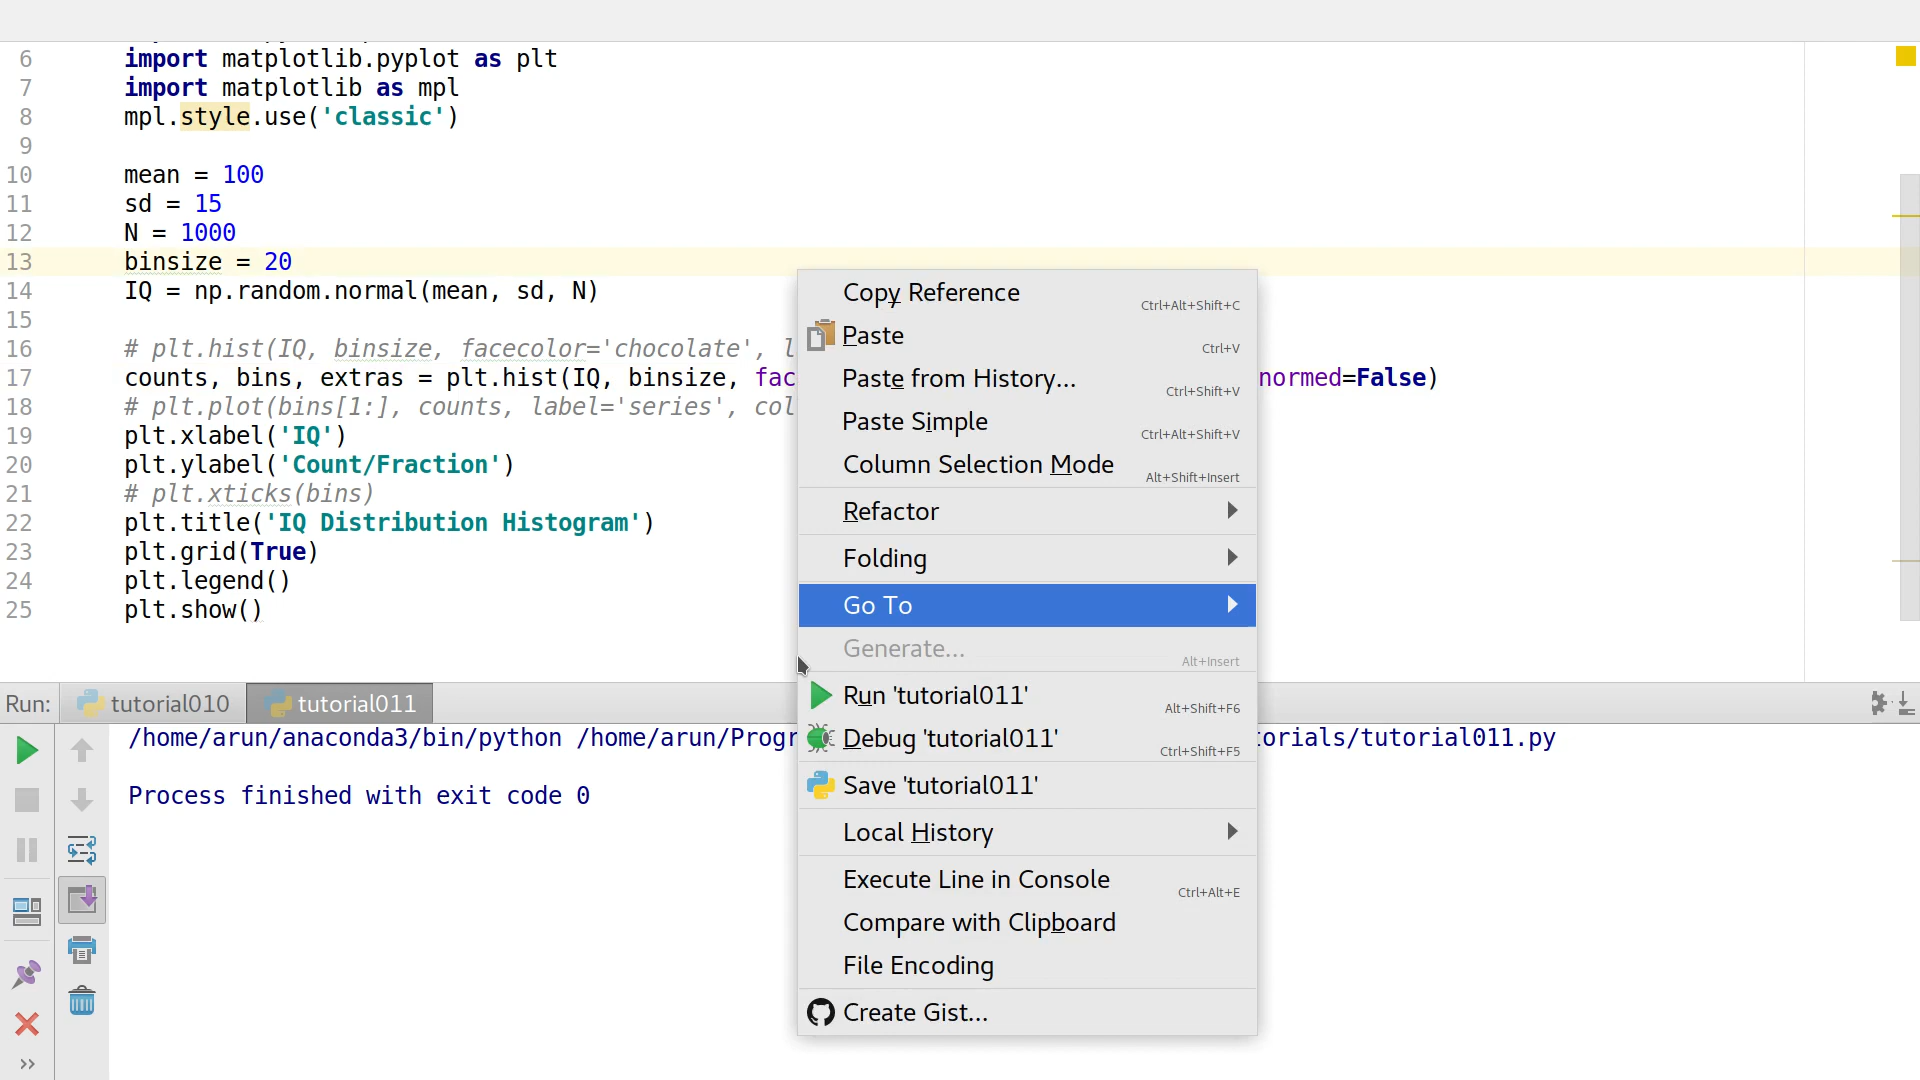 6 import matplotlib.pyplot as plt
7 import matplotlib as mpl
8 mpl.style.use('classic')
9
10 mean = 100
11 sd = 15
12 N = 1000
13 binsize = 20
14 IQ = np.random.normal(mean, sd, N)
15
16 # plt.hist(IQ, binsize, facecolor='chocolate', l
17 counts, bins, extras = plt.hist(IQ, binsize, fac normed=False)
18 # plt.plot(bins[1:], counts, label='series', col
19 plt.xlabel('IQ')
20 plt.ylabel('Count/Fraction')
21 # plt.xticks(bins)
22 plt.title('IQ Distribution Histogram')
23 plt.grid(True)
24 plt.legend()
25 plt.show()
Copy Reference Ctrl+Alt+Shift+C
Paste Ctrl+V
Paste from History... Ctrl+Shift+V
Paste Simple Ctrl+Alt+Shift+V
Column Selection Mode Alt+Shift+Insert
Refactor
Folding
Go To
Generate... Alt+Insert
Run 'tutorial011' Alt+Shift+F6
Debug 'tutorial011' Ctrl+Shift+F5
Save 'tutorial011'
Local History
Execute Line in Console Ctrl+Alt+E
Compare with Clipboard
File Encoding
Create Gist...
Run: tutorial010 tutorial011
/home/arun/anaconda3/bin/python /home/arun/Progr orials/tutorial011.py
Process finished with exit code 0